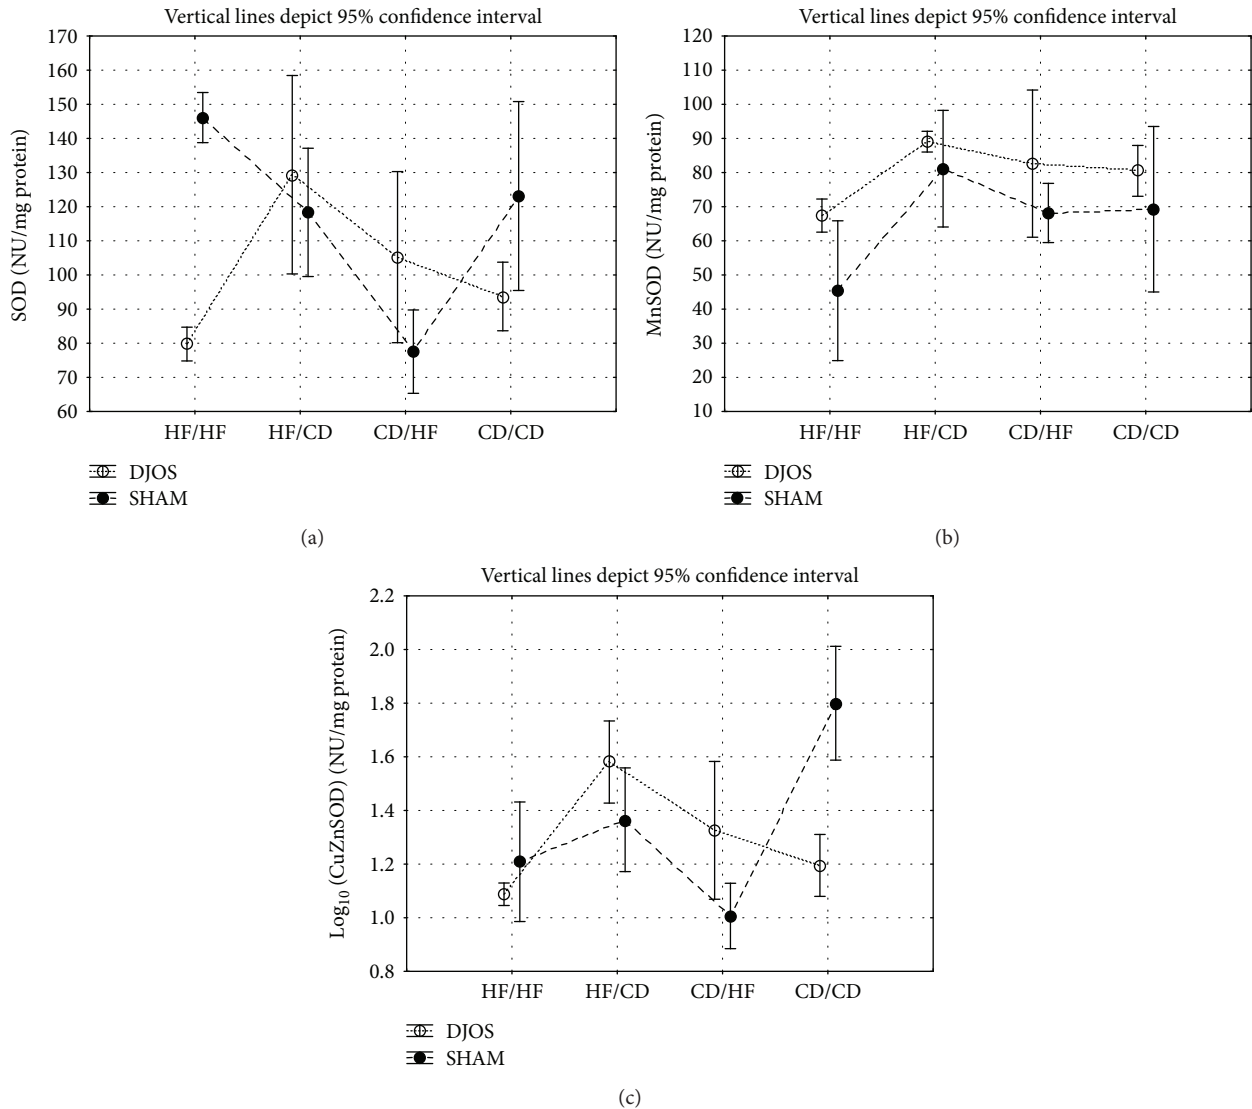 Vertical lines depict 95% confidence interval
SOD (NU/mg protein)
170
160
150
140
130
120
110
100
90
80
70
60
HF/HF HF/CD CD/HF CD/CD
DJOS
SHAM
(a)
Vertical lines depict 95% confidence interval
MnSOD (NU/mg protein)
120
110
100
90
80
70
60
50
40
30
20
10
HF/HF HF/CD CD/HF CD/CD
DJOS
SHAM
(b)
Vertical lines depict 95% confidence interval
Log₁₀ (CuZnSOD) (NU/mg protein)
2.2
2.0
1.8
1.6
1.4
1.2
1.0
0.8
HF/HF HF/CD CD/HF CD/CD
DJOS
SHAM
(c)